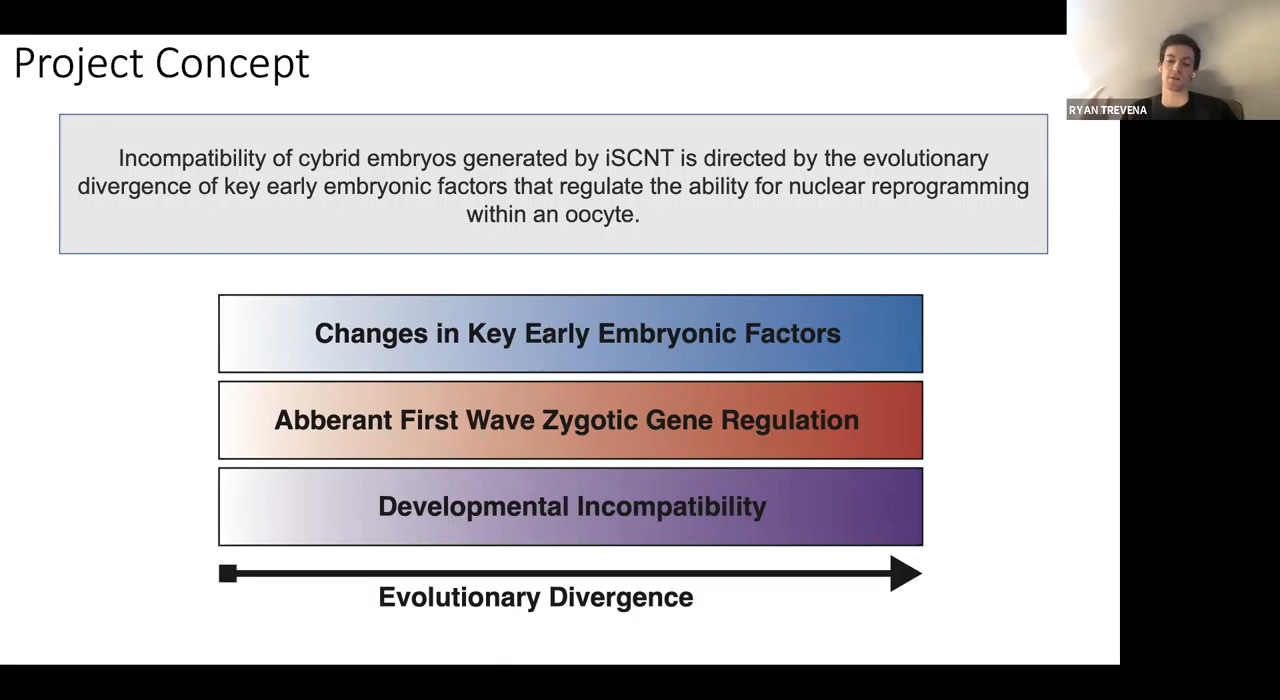 Project Concept
RYAN TREVENA
Incompatibility of cybrid embryos generated by iSCNT is directed by the evolutionary
divergence of key early embryonic factors that regulate the ability for nuclear reprogramming
within an oocyte.
Changes in Key Early Embryonic Factors
Abberant First Wave Zygotic Gene Regulation
Developmental Incompatibility
Evolutionary Divergence